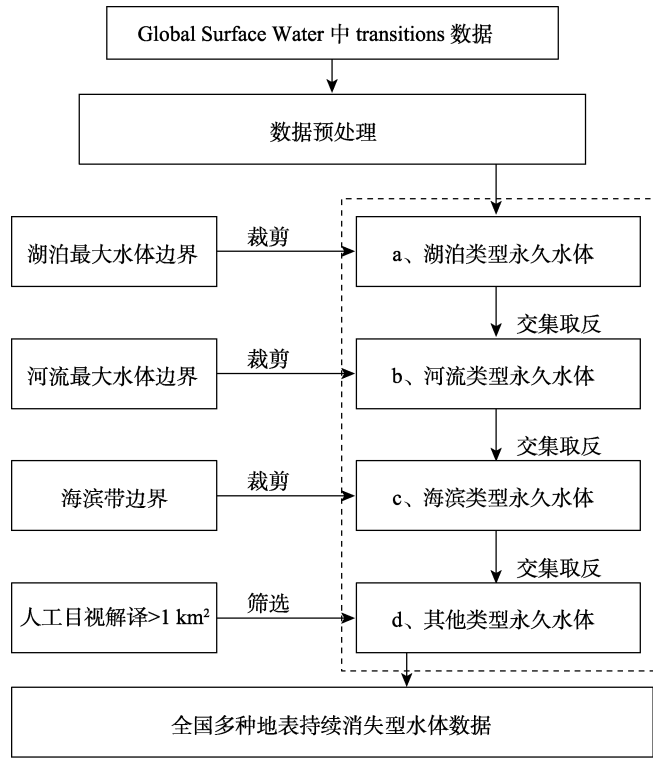 Global Surface Water 中 transitions 数据
数据预处理
湖泊最大水体边界
裁剪
a、湖泊类型永久水体
交集取反
河流最大水体边界
裁剪
b、河流类型永久水体
交集取反
海滨带边界
裁剪
c、海滨类型永久水体
交集取反
人工目视解译>1 km²
筛选
d、其他类型永久水体
全国多种地表持续消失型水体数据